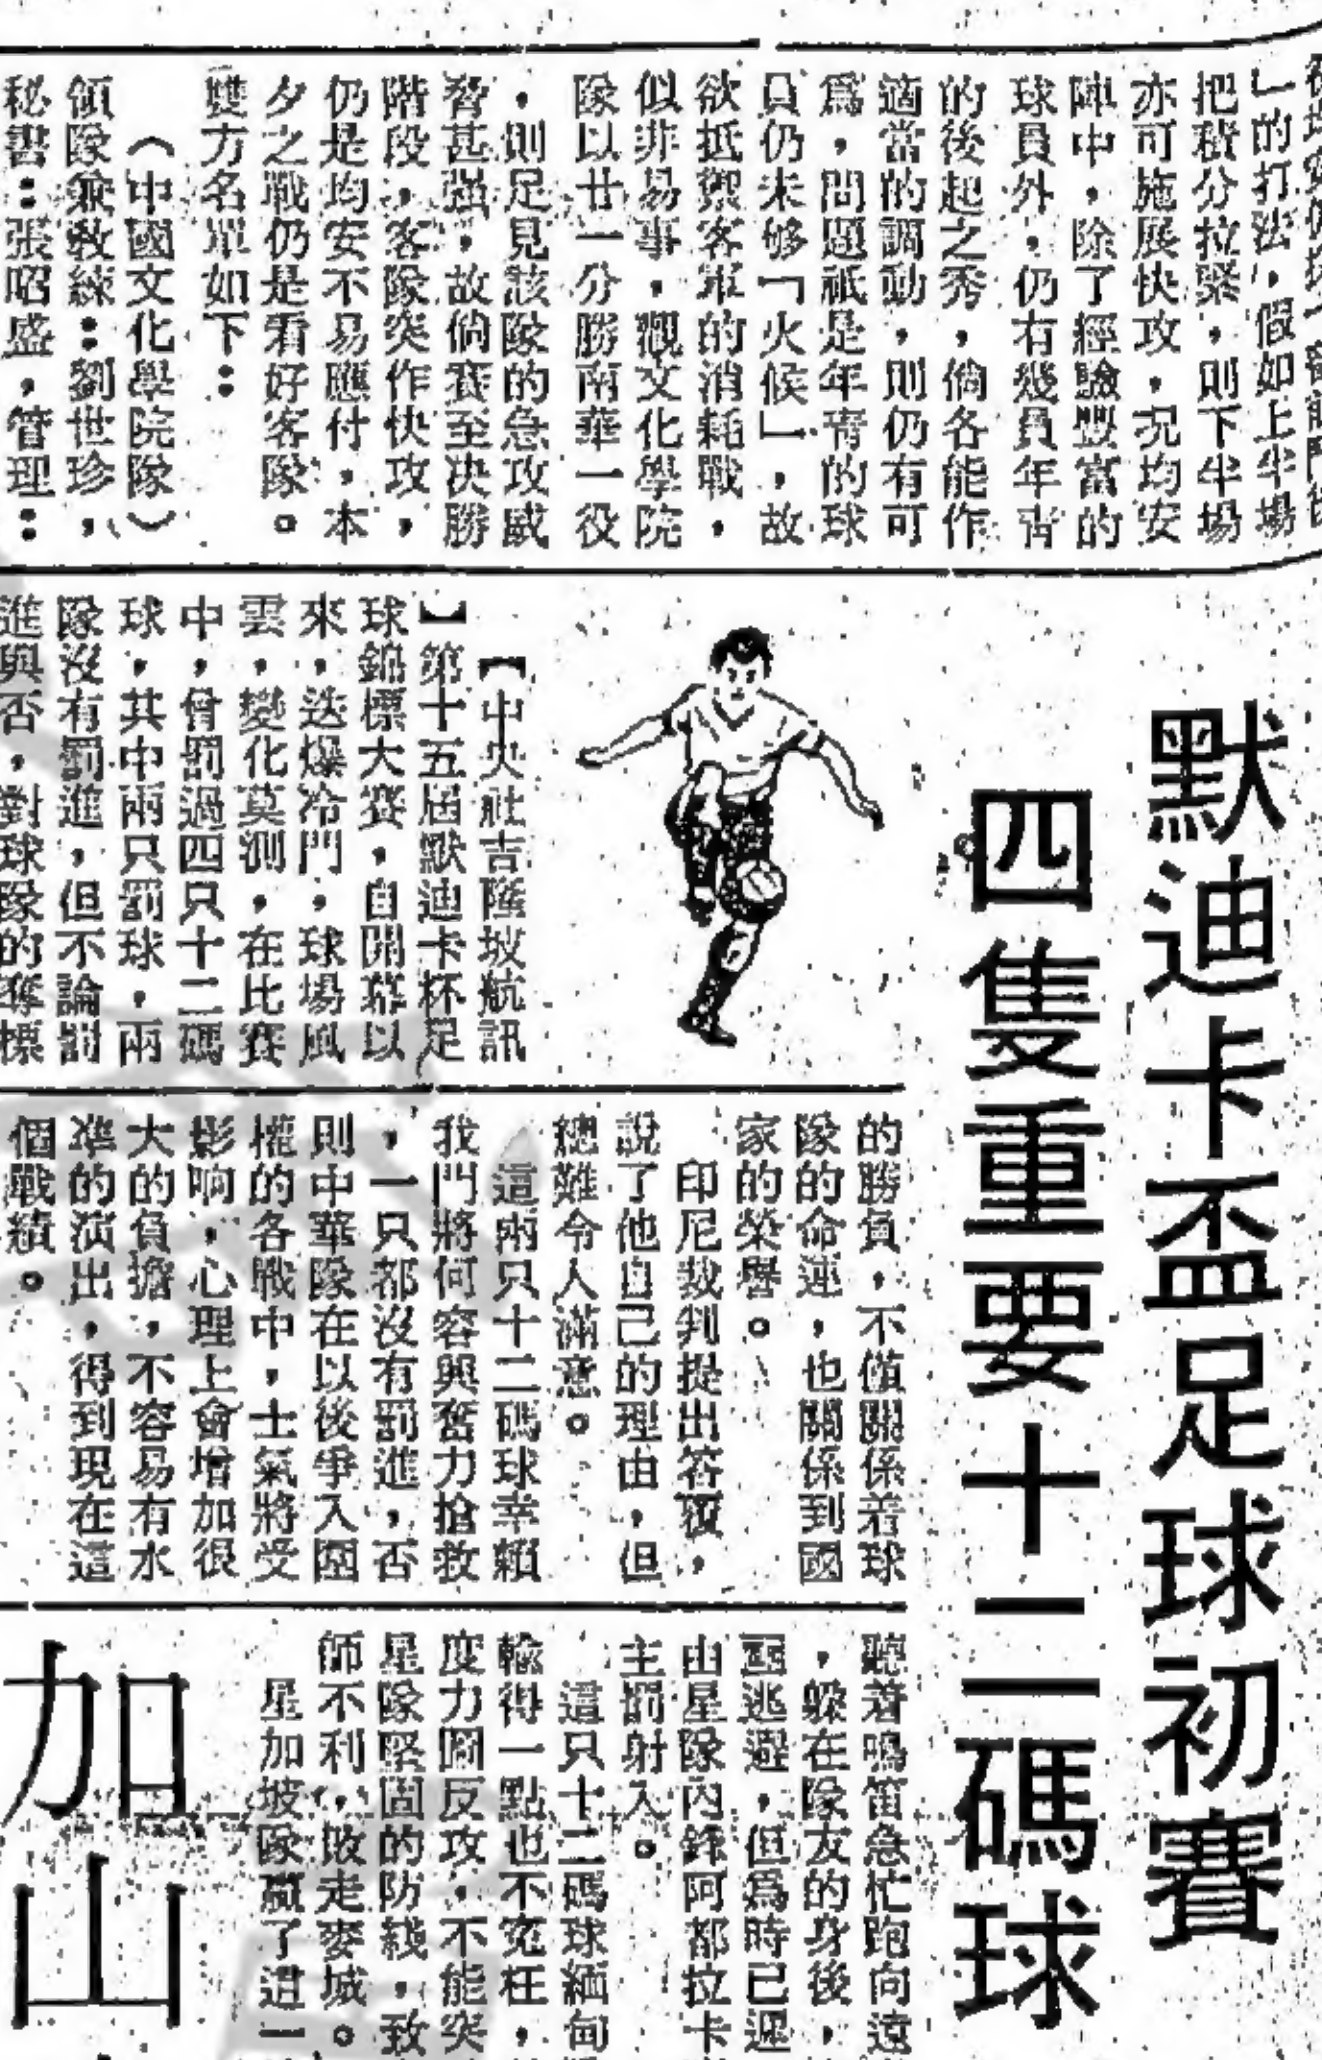 」的打法,假如上半場
把積分拉緊,則下半場
亦可施展快攻,況均安
陣中,除了經驗豐富的
球員外,仍有幾員年青
的後起之秀,倘各能作
適當的調動,則仍有可
爲,問題祇是年青的球
員仍未够「火候」,故
欲抵禦客軍的消耗戰,
似非易事,觀文化學院
隊以廿一分勝南華一役
,則足見該隊的急攻威
脅甚强,故倘賽至决勝
階段,客隊突作快攻,
仍是均安不易應付,本
夕之戰仍是看好客隊。
雙方名單如下:
(中國文化學院隊)
領隊兼敎練:劉世珍,
秘書:張昭盛,管理:
默迪卡盃足球初賽
四隻重要十二碼球
【中央社吉隆坡航訊
】第十五屆默迪卡杯足
球錦標大賽,自開幕以
來,迭爆冷門,球場風
雲,變化莫測,在比賽
中,曾罰過四只十二碼
球,其中兩只罰球,兩
隊沒有罰進,但不論罰
進與否,對球隊的奪標
的勝負,不僅關係着球
隊的命運,也關係到國
家的榮譽。
印尼裁判提出答覆,
說了他自己的理由,但
總難令人滿意。
這兩只十二碼球幸賴
我門將何容興奮力搶救
,一只都沒有罰進,否
則中華隊在以後爭入圍
權的各戰中,士氣將受
影响,心理上會增加很
大的負擔,不容易有水
準的演出,得到現在這
個戰績。
聽着鳴笛急忙跑向遠
,躲在隊友的身後,
逃避,但爲時已遲
由星隊內鋒阿都拉卡
主罰射入。
這只十二碼球緬甸
輸得一點也不寃枉,
度力圖反攻,不能突
星隊堅固的防綫,致
師不利,敗走麥城。
星加坡隊贏了這一
加山